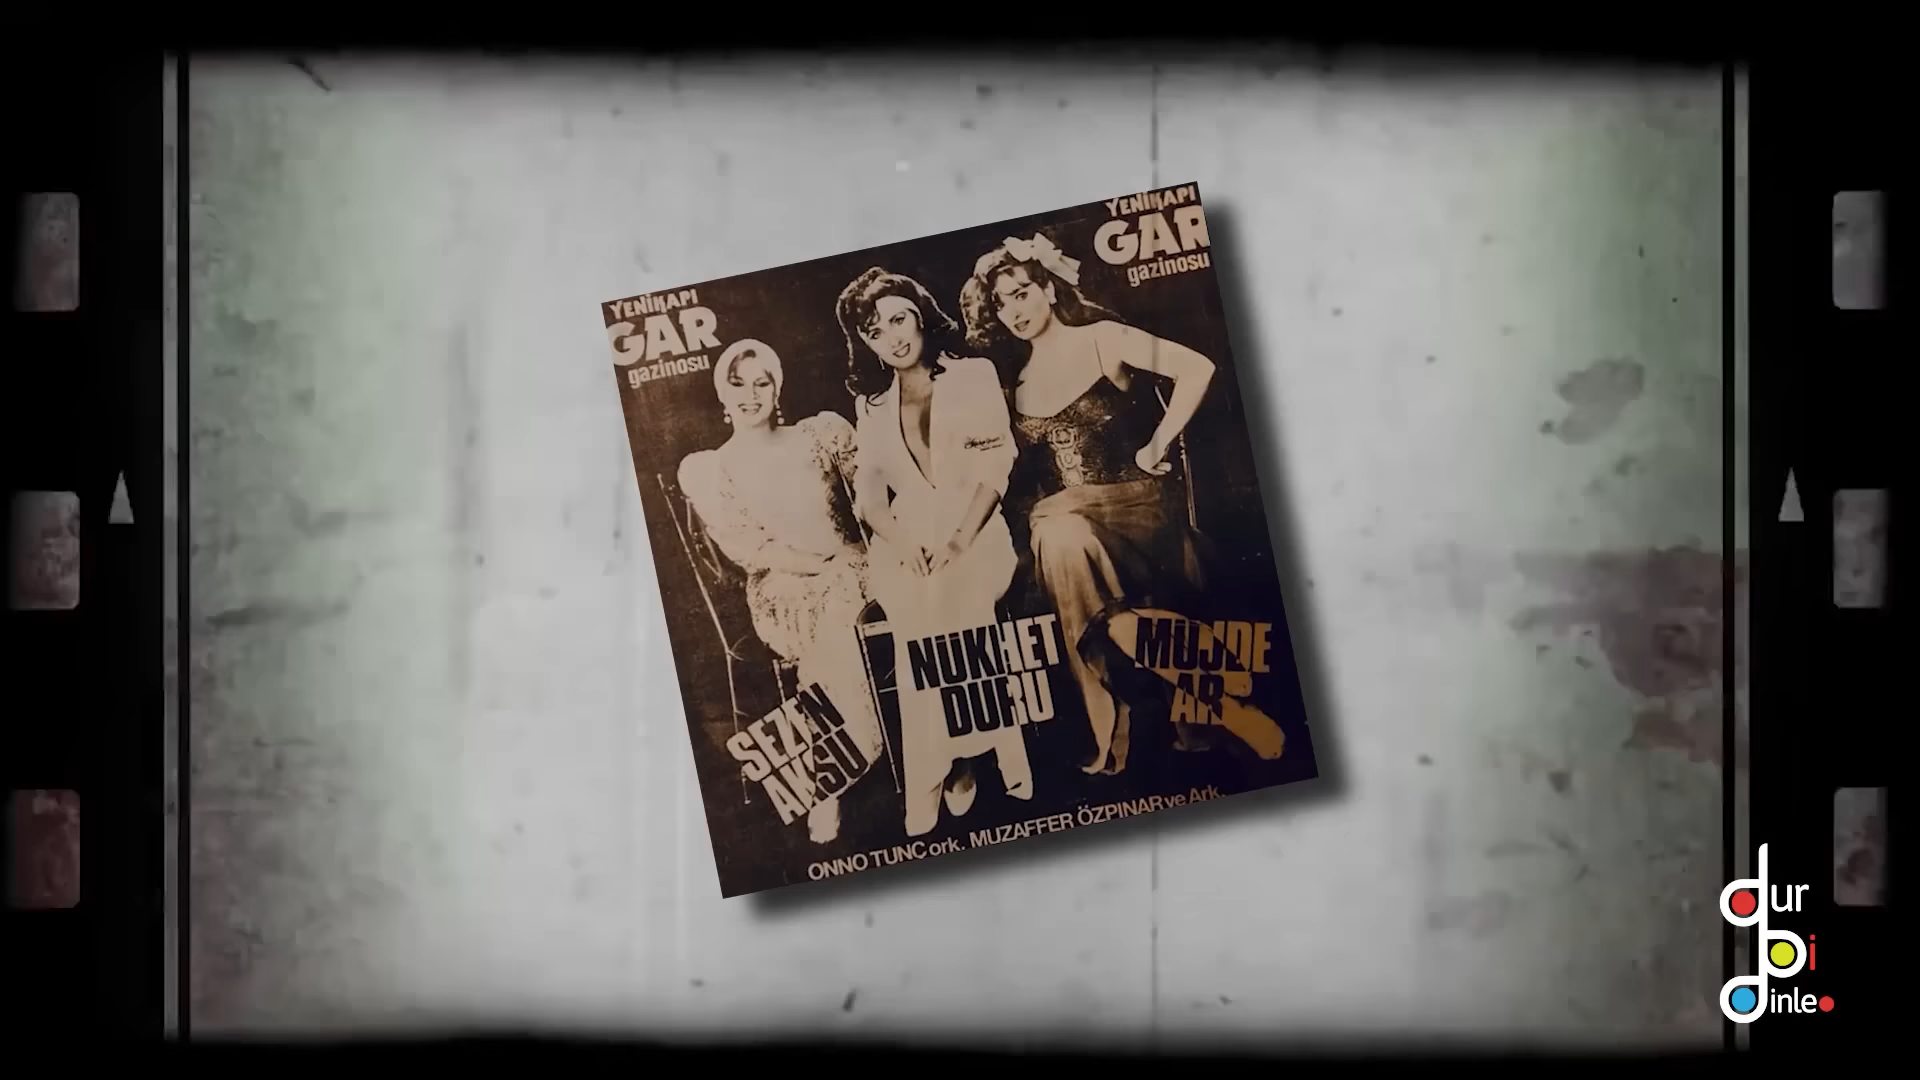 YENİKAPI
GAR
gazinosu
YENİKAPI
GAR
gazinosu
SEZEN
AKSU
NÜKHET
DURU
MÜJDE
AR
ONNO TUNÇ ork. MUZAFFER ÖZPINAR ve Ark.
dur
bi
dinle